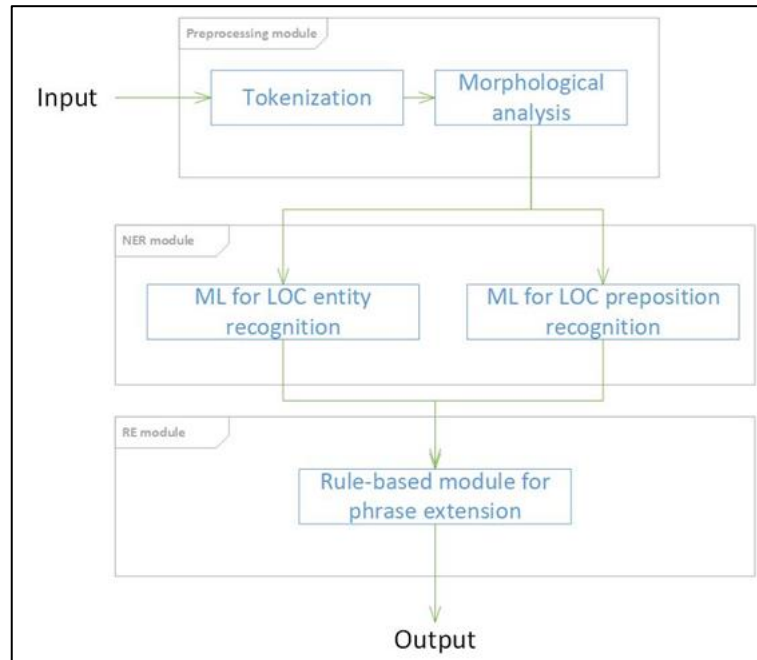 Preprocessing module
Input
Tokenization
Morphological
analysis
NER module
ML for LOC entity
recognition
ML for LOC preposition
recognition
RE module
Rule-based module for
phrase extension
Output